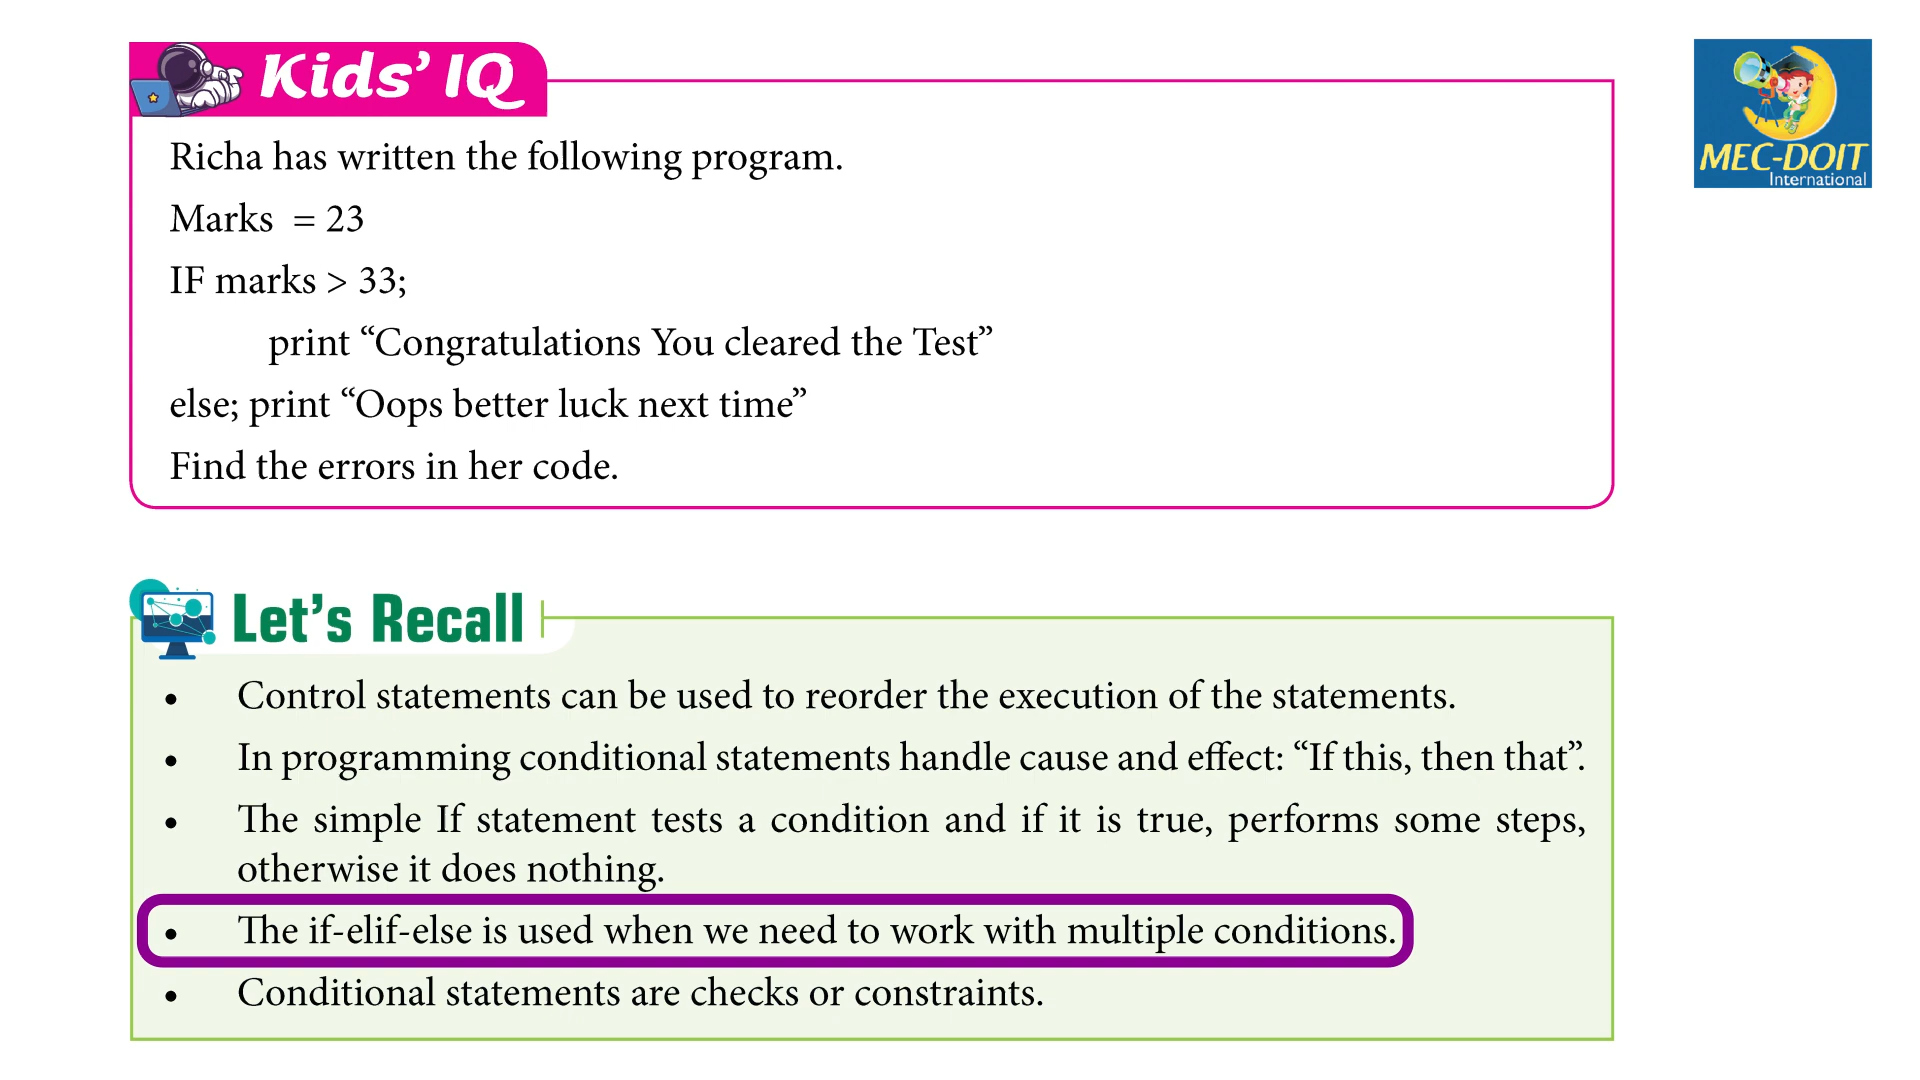 Kids’ IQ
MEC-DOIT
International
Richa has written the following program.
Marks = 23
IF marks > 33;
print “Congratulations You cleared the Test”
else; print “Oops better luck next time”
Find the errors in her code.
Let’s Recall
• Control statements can be used to reorder the execution of the statements.
• In programming conditional statements handle cause and effect: “If this, then that”.
• The simple If statement tests a condition and if it is true, performs some steps,
otherwise it does nothing.
• The if-elif-else is used when we need to work with multiple conditions.
• Conditional statements are checks or constraints.